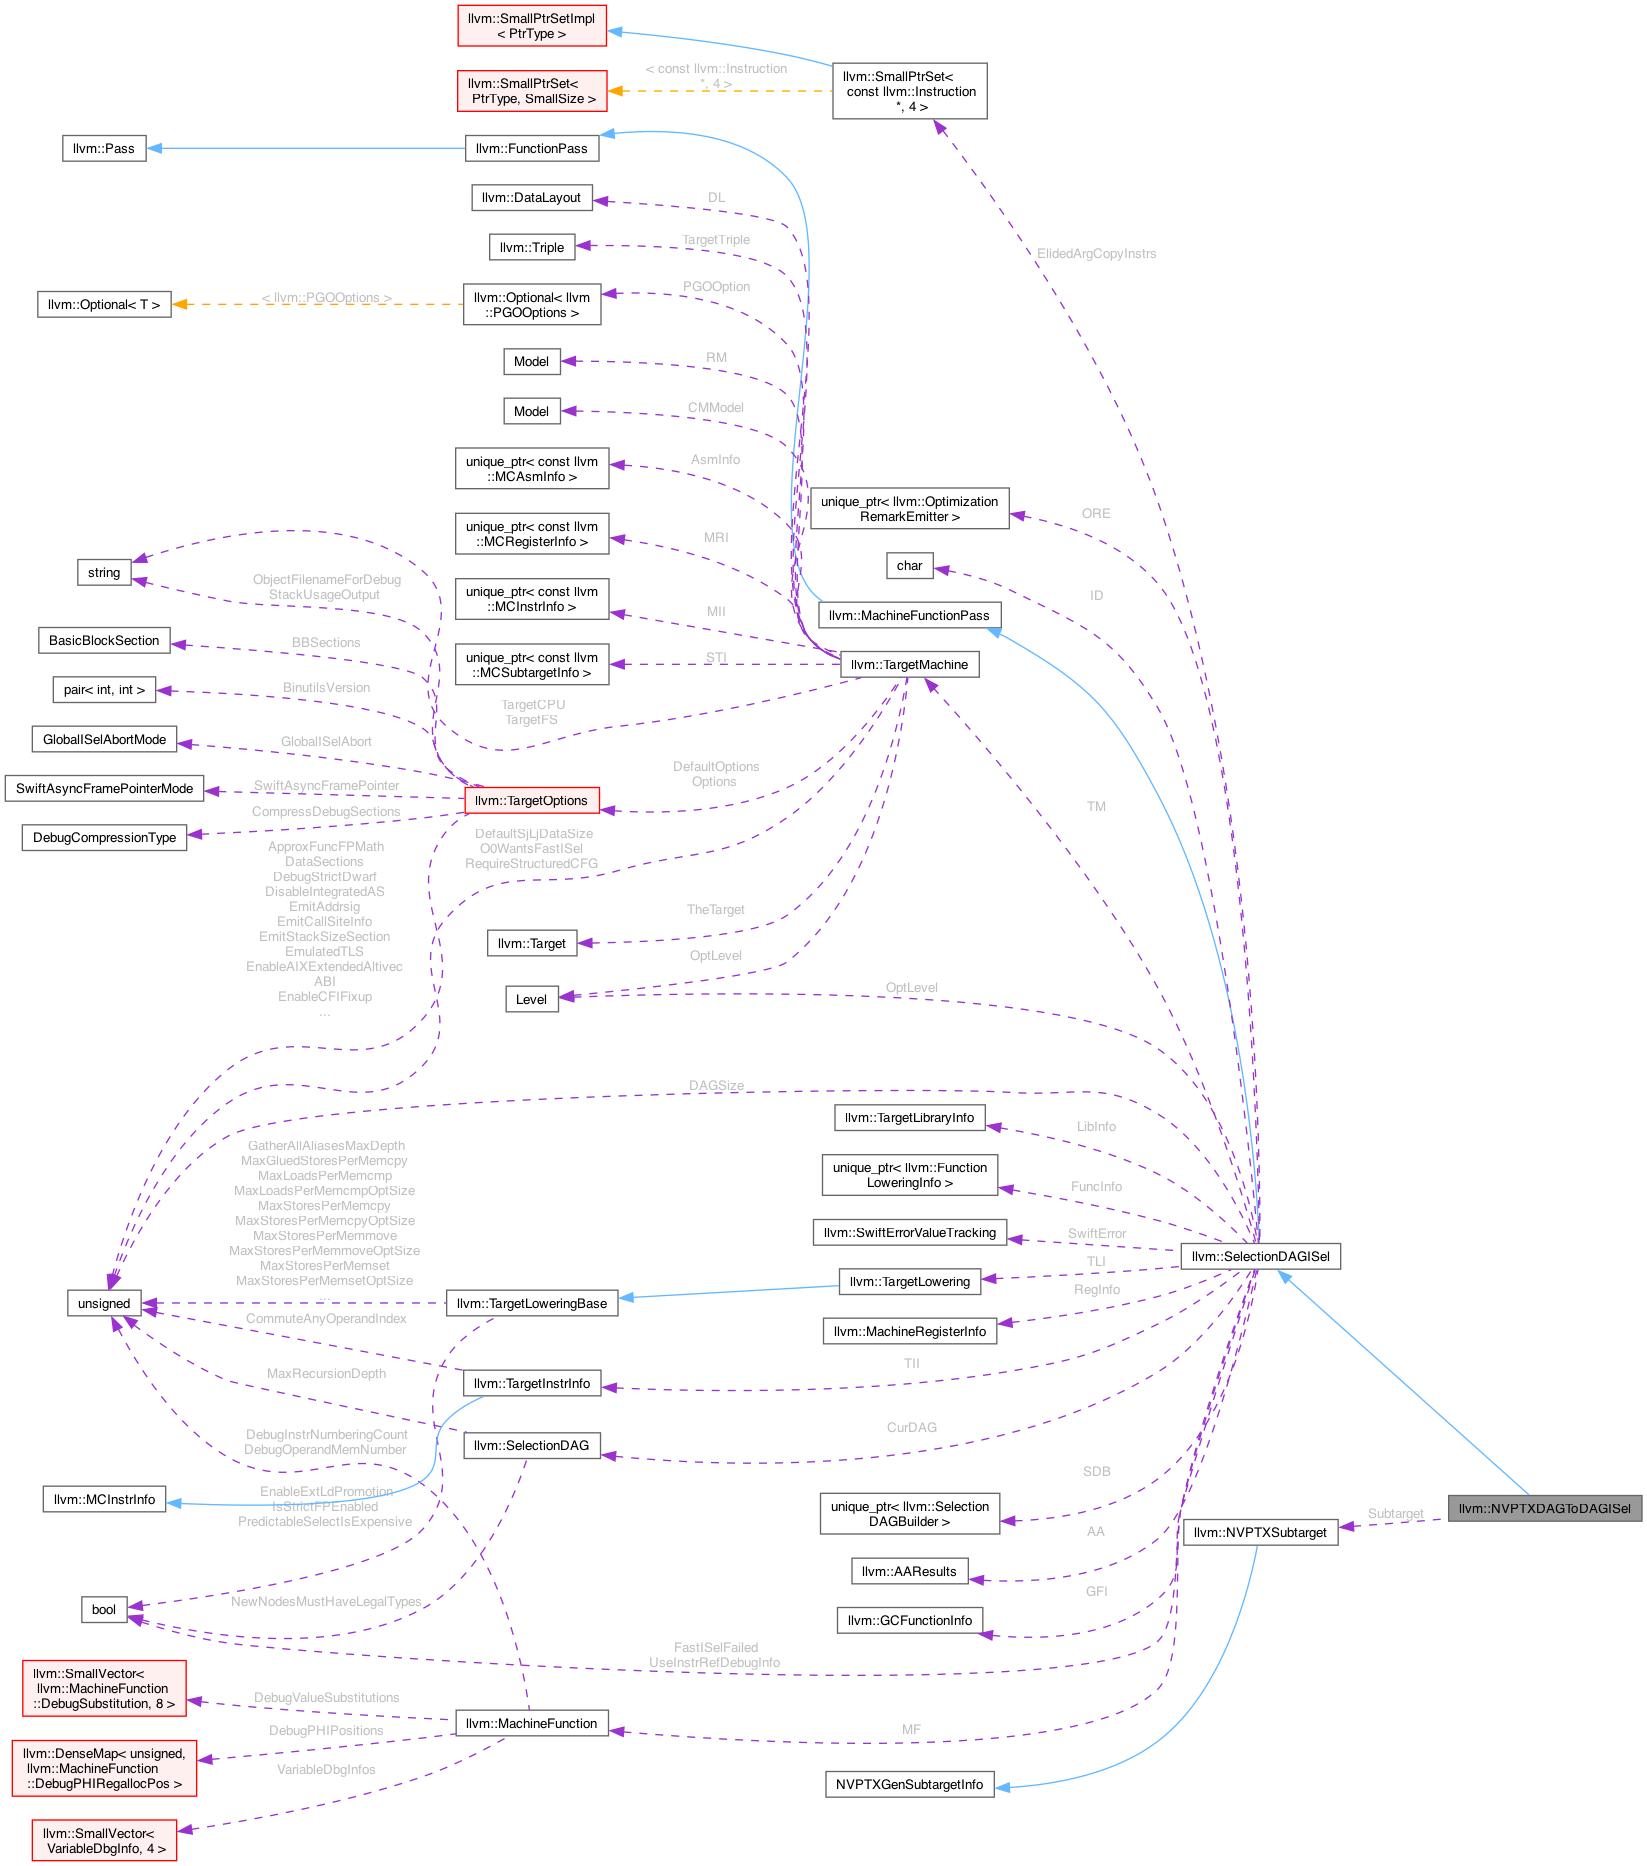 llvm::SmallPtrSetImpl
< PtrType >
llvm::SmallPtrSet<
const llvm::Instruction
*, 4 >
< const llvm::Instruction
*, 4 >
llvm::SmallPtrSet<
PtrType, SmallSize >
llvm::Pass
llvm::FunctionPass
llvm::DataLayout
DL
llvm::Triple
TargetTriple
ElidedArgCopyInstrs
llvm::Optional< T >
< llvm::PGOOptions >
llvm::Optional< llvm
::PGOOptions >
PGOOption
Model
RM
Model
CMModel
unique_ptr< const llvm
::MCAsmInfo >
AsmInfo
unique_ptr< llvm::Optimization
RemarkEmitter >
ORE
unique_ptr< const llvm
::MCRegisterInfo >
MRI
char
ID
string
ObjectFilenameForDebug
StackUsageOutput
unique_ptr< const llvm
::MCInstrInfo >
MII
llvm::MachineFunctionPass
BasicBlockSection
BBSections
unique_ptr< const llvm
::MCSubtargetInfo >
STI
llvm::TargetMachine
pair< int, int >
BinutilsVersion
TargetCPU
TargetFS
GlobalISelAbortMode
GlobalISelAbort
SwiftAsyncFramePointerMode
SwiftAsyncFramePointer
llvm::TargetOptions
DefaultOptions
Options
TM
DebugCompressionType
CompressDebugSections
ApproxFuncFPMath
DataSections
DebugStrictDwarf
DisableIntegratedAS
EmitAddrsig
EmitCallSiteInfo
EmitStackSizeSection
EmulatedTLS
EnableAIXExtendedAltivec
ABI
EnableCFIFixup
...
DefaultSjLjDataSize
O0WantsFastISel
RequireStructuredCFG
llvm::Target
TheTarget
OptLevel
Level
OptLevel
DAGSize
llvm::TargetLibraryInfo
LibInfo
unique_ptr< llvm::Function
LoweringInfo >
FuncInfo
llvm::SwiftErrorValueTracking
SwiftError
llvm::SelectionDAGISel
GatherAllAliasesMaxDepth
MaxGluedStoresPerMemcpy
MaxLoadsPerMemcmp
MaxLoadsPerMemcmpOptSize
MaxStoresPerMemcpy
MaxStoresPerMemcpyOptSize
MaxStoresPerMemmove
MaxStoresPerMemmoveOptSize
MaxStoresPerMemset
MaxStoresPerMemsetOptSize
...
llvm::TargetLowering
TLI
unsigned
llvm::TargetLoweringBase
RegInfo
llvm::MachineRegisterInfo
CommuteAnyOperandIndex
MaxRecursionDepth
llvm::TargetInstrInfo
TII
DebugInstrNumberingCount
DebugOperandMemNumber
llvm::SelectionDAG
CurDAG
llvm::MCInstrInfo
EnableExtLdPromotion
IsStrictFPEnabled
PredictableSelectIsExpensive
SDB
unique_ptr< llvm::Selection
DAGBuilder >
AA
llvm::NVPTXSubtarget
Subtarget
llvm::NVPTXDAGToDAGISel
llvm::AAResults
GFI
bool
NewNodesMustHaveLegalTypes
llvm::GCFunctionInfo
FastISelFailed
UseInstrRefDebugInfo
llvm::SmallVector<
llvm::MachineFunction
::DebugSubstitution, 8 >
DebugValueSubstitutions
llvm::MachineFunction
MF
llvm::DenseMap< unsigned,
llvm::MachineFunction
::DebugPHIRegallocPos >
DebugPHIPositions
VariableDbgInfos
NVPTXGenSubtargetInfo
llvm::SmallVector<
VariableDbgInfo, 4 >